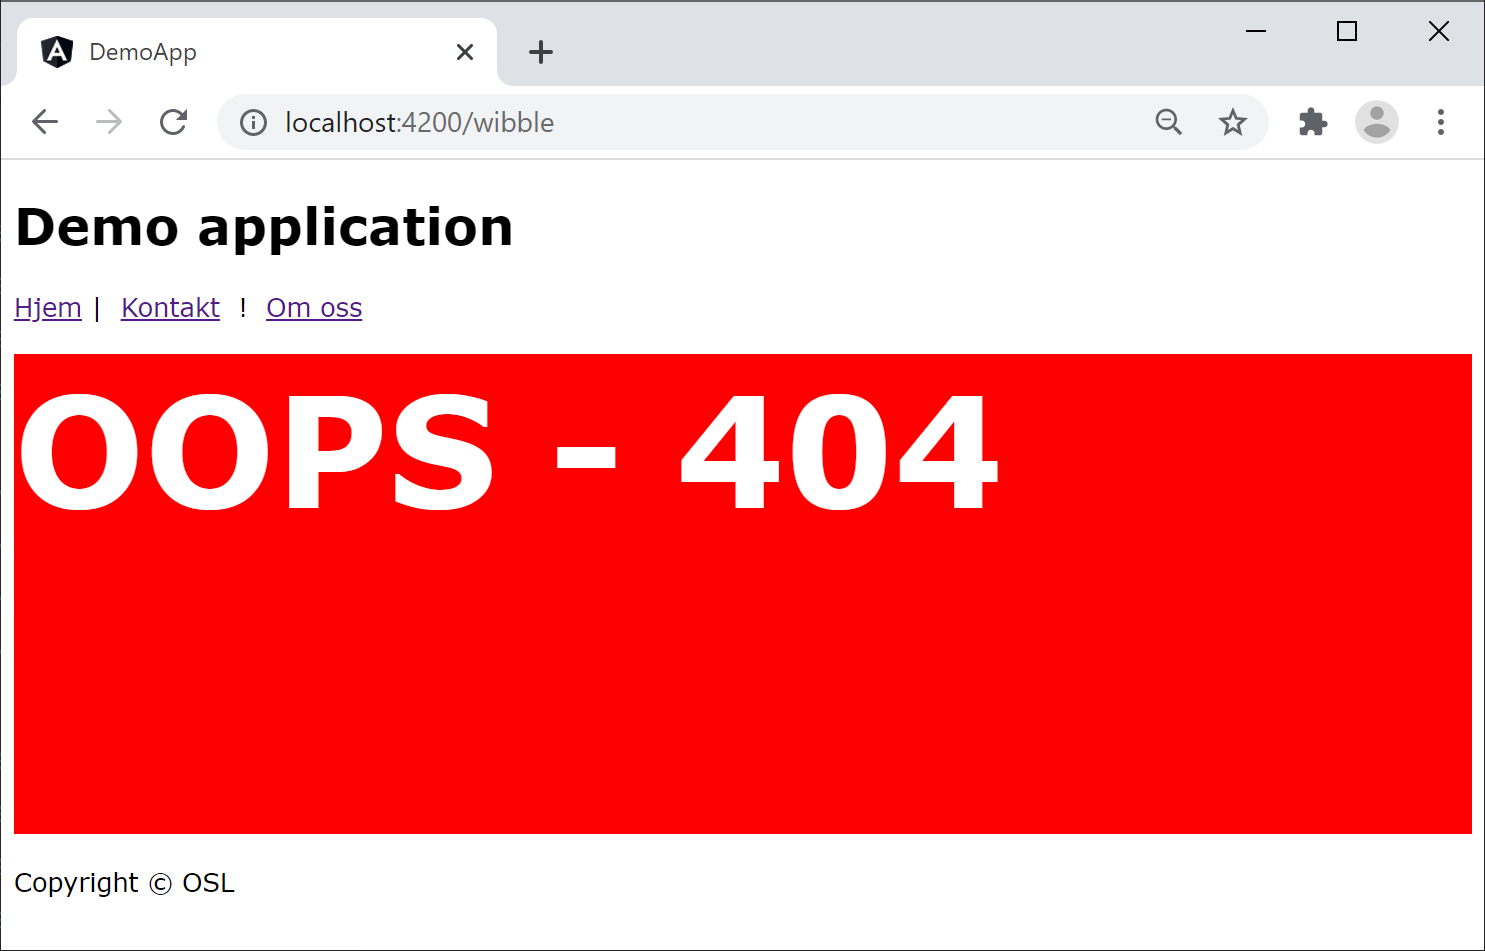 DemoApp
localhost:4200/wibble
Demo application
Hjem | Kontakt ! Om oss
OOPS - 404
Copyright © OSL